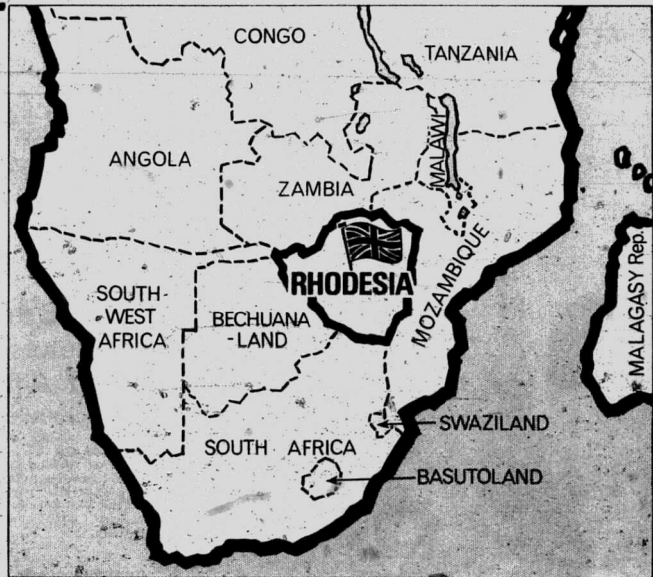 CONGO
TANZANIA
MALAWI
ANGOLA
ZAMBIA
MOZAMBIQUE
RHODESIA
MALAGASY Rep.
SOUTH-
WEST
AFRICA
BECHUANA
-LAND
SWAZILAND
SOUTH AFRICA
BASUTOLAND